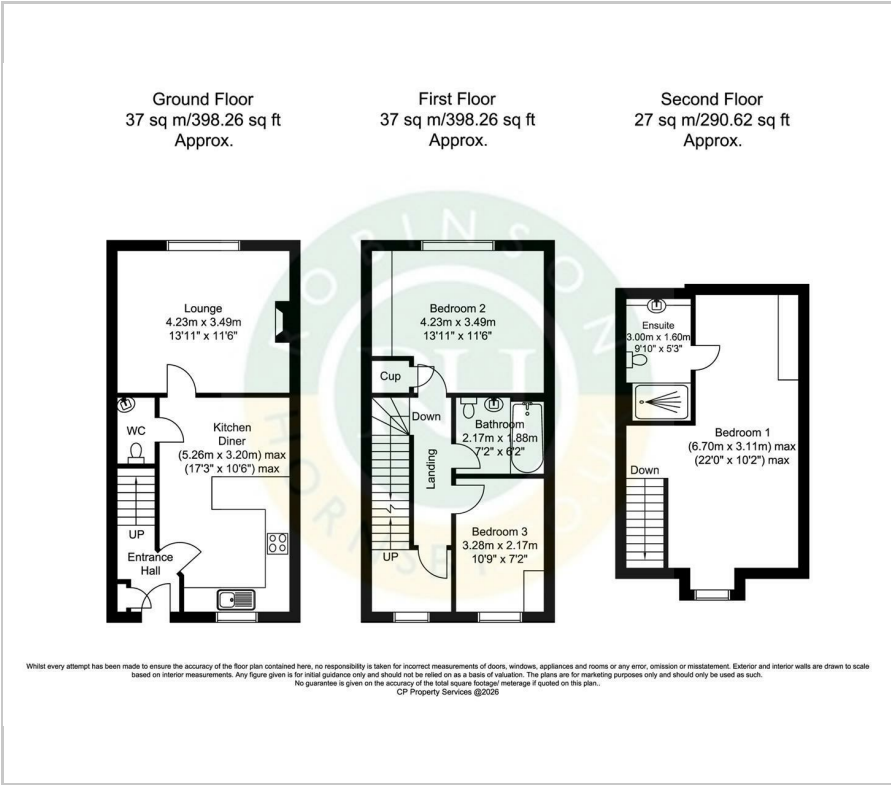 Ground Floor
37 sq m/398.26 sq ft
Approx.
First Floor
37 sq m/398.26 sq ft
Approx.
Second Floor
27 sq m/290.62 sq ft
Approx.
Lounge
4.23m x 3.49m
13'11" x 11'6"
WC
Kitchen
Diner
(5.26m x 3.20m) max
(17'3" x 10'6") max
UP
Entrance
Hall
Bedroom 2
4.23m x 3.49m
13'11" x 11'6"
Cup
Down
Bathroom
2.17m x 1.88m
7'2" x 6'2"
Landing
Bedroom 3
3.28m x 2.17m
10'9" x 7'2"
UP
Ensuite
3.00m x 1.60m
9'10" x 5'3"
Bedroom 1
(6.70m x 3.11m) max
(22'0" x 10'2") max
Down
ROBINSON
HORNSBY
.CO.UK
Whilst every attempt has been made to ensure the accuracy of the floor plan contained here, no responsibility is taken for incorrect measurements of doors, windows, appliances and rooms or any error, omission or misstatement. Exterior and interior walls are drawn to scale
based on interior measurements. Any figure given is for initial guidance only and should not be relied on as a basis of valuation. The plans are for marketing purposes only and should only be used as such.
No guarantee is given on the accuracy of the total square footage/ meterage if quoted on this plan..
CP Property Services @2026